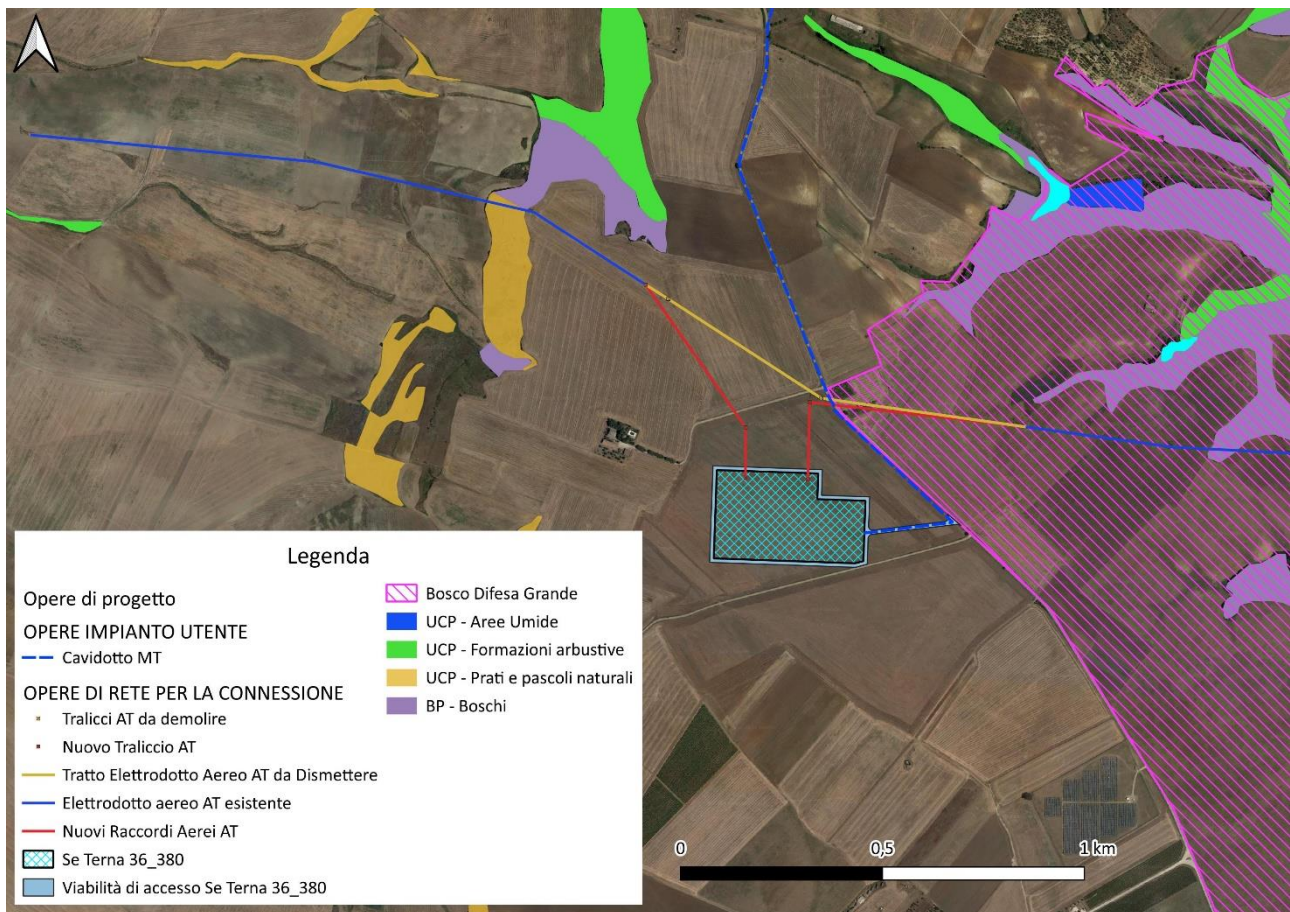 Legenda
Opere di progetto
OPERE IMPIANTO UTENTE
Cavidotto MT
OPERE DI RETE PER LA CONNESSIONE
Tralicci AT da demolire
Nuovo Traliccio AT
Tratto Elettrodotto Aereo AT da Dismettere
Elettrodotto aereo AT esistente
Nuovi Raccordi Aerei AT
Se Terna 36_380
Viabilità di accesso Se Terna 36_380
Bosco Difesa Grande
UCP - Aree Umide
UCP - Formazioni arbustive
UCP - Prati e pascoli naturali
BP - Boschi
0 0,5 1 km